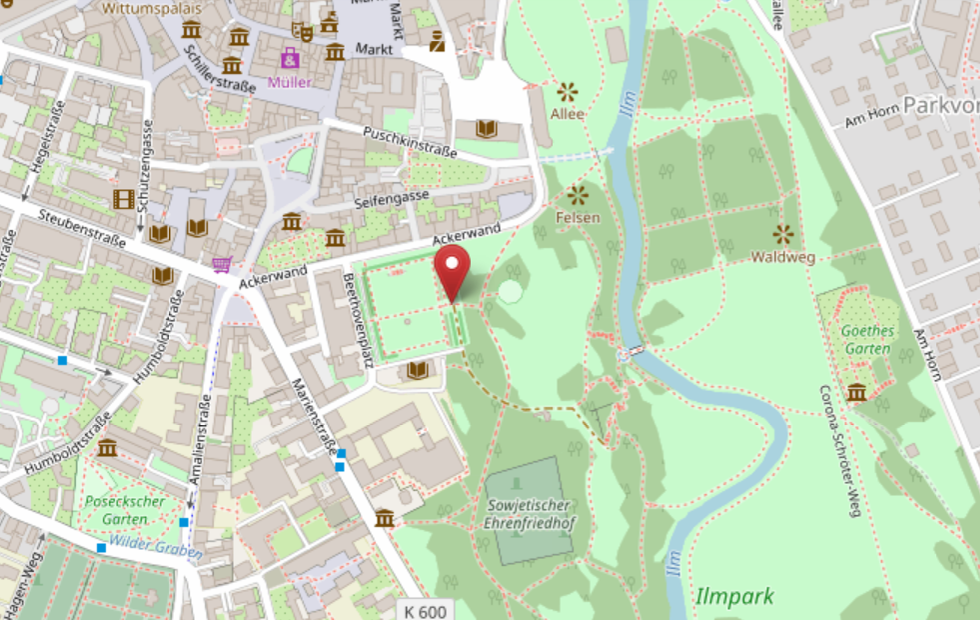 Wittumspalais
Markt
Markt
Schillerstraße
Müller
allee
Ilm
Allee
Am Horn
Parkvor
Hegelstraße
Schützengasse
Puschkinstraße
Seifengasse
Felsen
Steubenstraße
Ackerwand
Waldweg
Ackerwand
Beethovenplatz
Humboldtstraße
Goethes
Garten
Am Horn
Marienstraße
Amalienstraße
Corona-Schröter-Weg
Humboldtstraße
Poseckscher
Garten
Sowjetischer
Ehrenfriedhof
Wilder Graben
Ilm
Hagen-Weg
Ilmpark
K 600